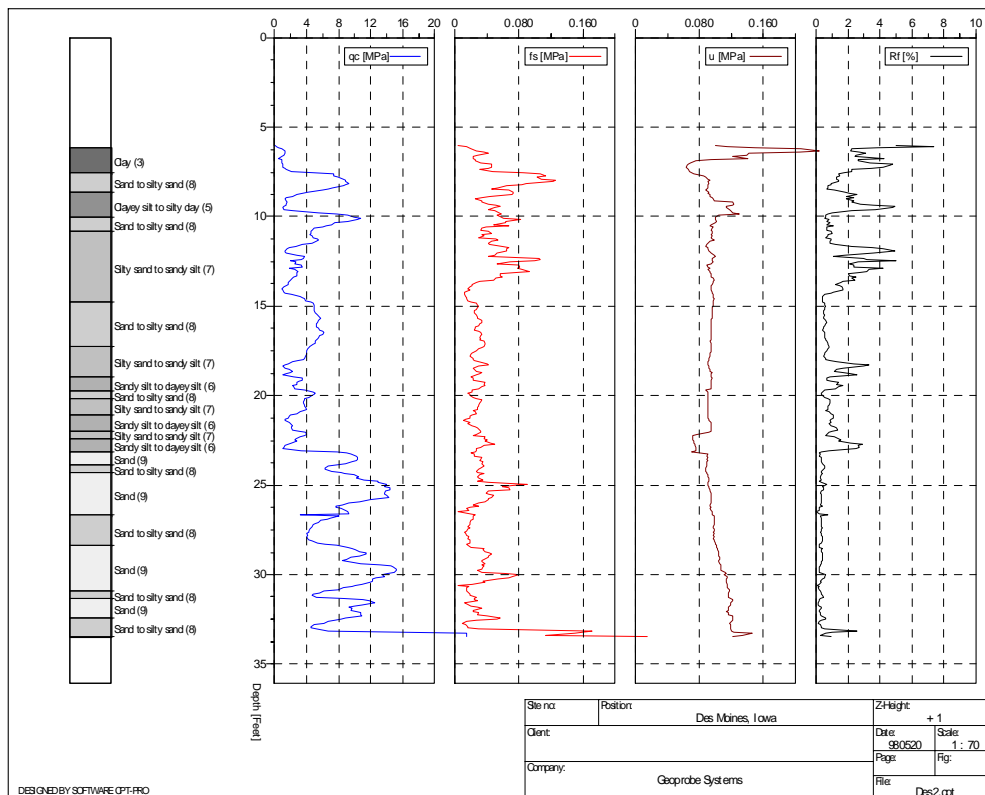 0 4 8 12 16 20 0 0.080 0.160 0.080 0.160 0 2 4 6 8 10
0
qc [MPa] fs [MPa] u [MPa] Rf [%]
5
Clay (3)
Sand to silty sand (8)
Clayey silt to silty clay (5)
10
Sand to silty sand (8)
Silty sand to sandy silt (7)
15
Sand to silty sand (8)
Silty sand to sandy silt (7)
Sandy silt to clayey silt (6)
20
Sand to silty sand (8)
Silty sand to sandy silt (7)
Sandy silt to clayey silt (6)
Silty sand to sandy silt (7)
Sandy silt to clayey silt (6)
Sand (9)
Sand to silty sand (8)
25
Sand (9)
Sand to silty sand (8)
Sand (9)
30
Sand to silty sand (8)
Sand (9)
Sand to silty sand (8)
35
Depth [Feet]
Site no: Position: Z-Height:
Des Moines, Iowa + 1
Client: Date: Scale:
980520 1 : 70
Page: Fig:
Company:
Geoprobe Systems
File:
Des2.cpt
DESIGNED BY SOFTWARE CPT-PRO